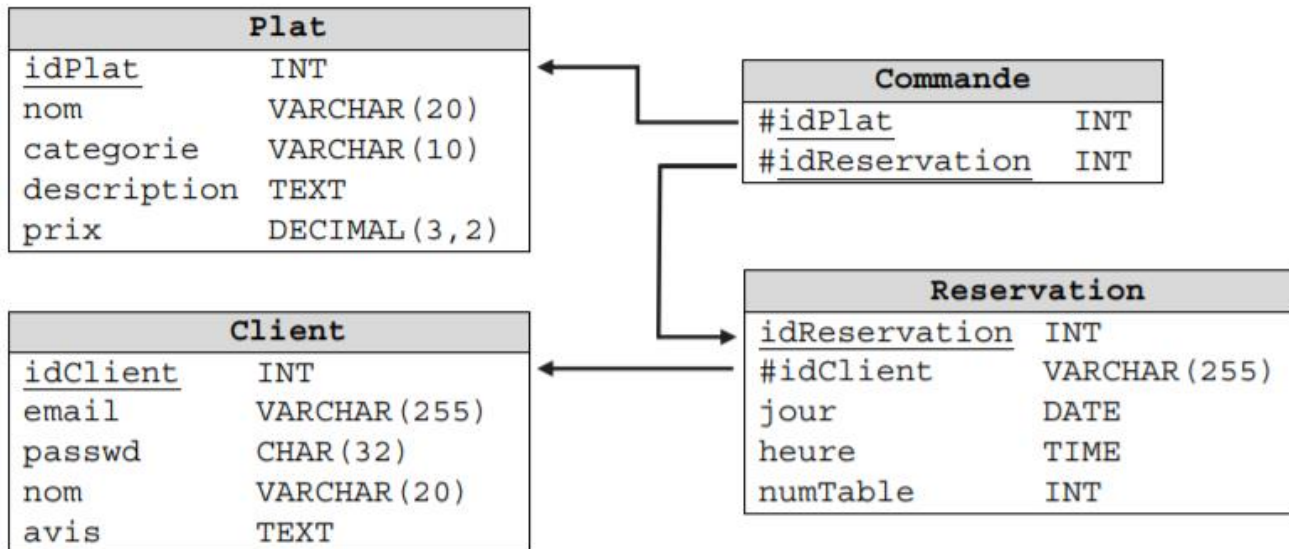 Plat
idPlat INT
nom VARCHAR(20)
categorie VARCHAR(10)
description TEXT
prix DECIMAL(3,2)
Commande
#idPlat INT
#idReservation INT
Client
idClient INT
email VARCHAR(255)
passwd CHAR(32)
nom VARCHAR(20)
avis TEXT
Reservation
idReservation INT
#idClient VARCHAR(255)
jour DATE
heure TIME
numTable INT